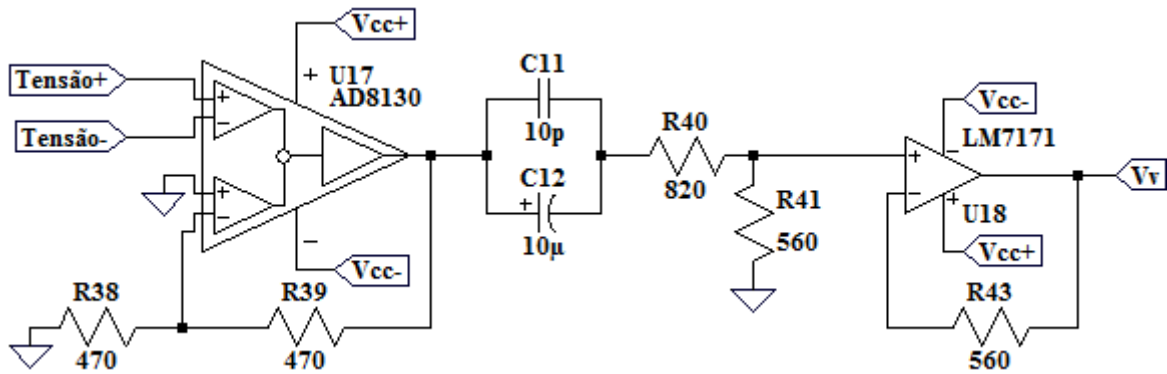 Vcc+
Tensão+
+
U17
AD8130
Tensão-
+
-
+
-
-
Vcc-
R38
470
R39
470
C11
10p
C12
+
10µ
R40
820
R41
560
Vcc-
-
LM7171
+
-
+
U18
Vcc+
Vv
R43
560